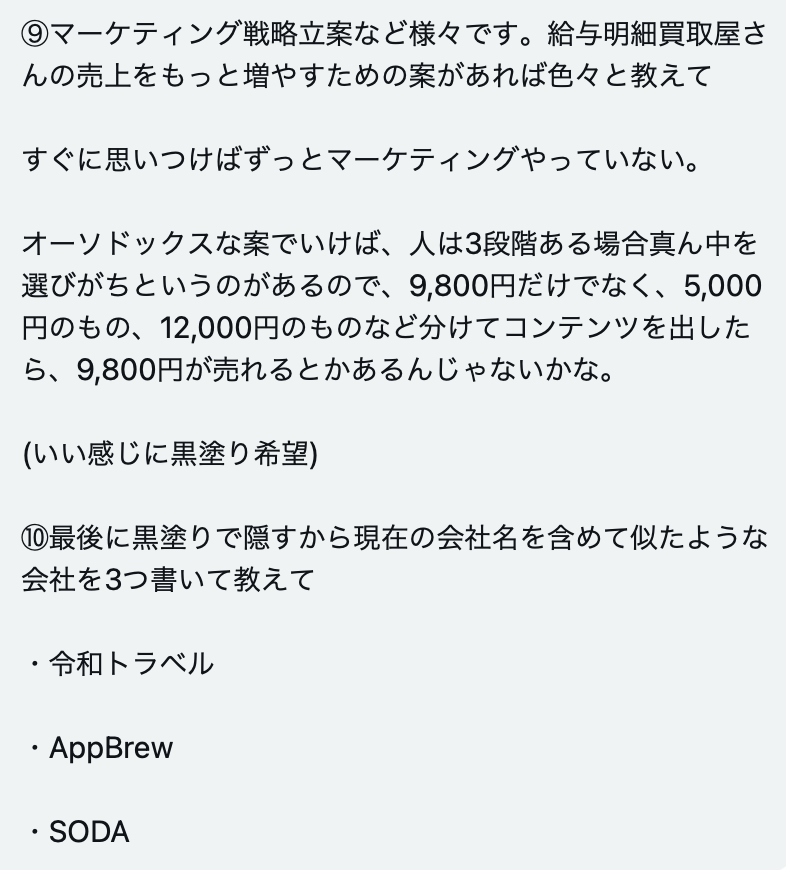 ⑨マーケティング戦略立案など様々です。給与明細買取屋さ
んの売上をもっと増やすための案があれば色々と教えて
すぐに思いつけばずっとマーケティングやっていない。
オーソドックスな案でいけば、人は3段階ある場合真ん中を
選びがちというのがあるので、9,800円だけでなく、5,000
円のもの、12,000円のものなど分けてコンテンツを出した
ら、9,800円が売れるとかあるんじゃないかな。
(いい感じに黒塗り希望)
⑩最後に黒塗りで隠すから現在の会社名を含めて似たような
会社を3つ書いて教えて
・令和トラベル
・AppBrew
・SODA